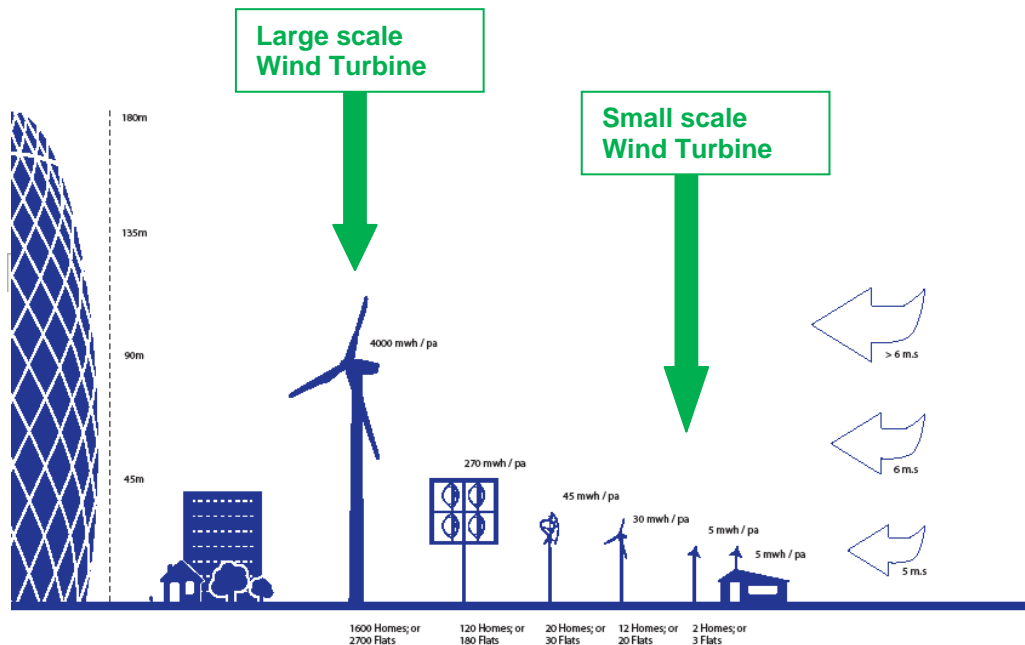 Large scale
Wind Turbine
Small scale
Wind Turbine
180m
135m
90m
45m
4000 mwh / pa
270 mwh / pa
45 mwh / pa
30 mwh / pa
5 mwh / pa
5 mwh / pa
> 6 m.s
6 m.s
5 m.s
1600 Homes; or
2700 Flats
120 Homes; or
180 Flats
20 Homes; or
30 Flats
12 Homes; or
20 Flats
2 Homes; or
3 Flats